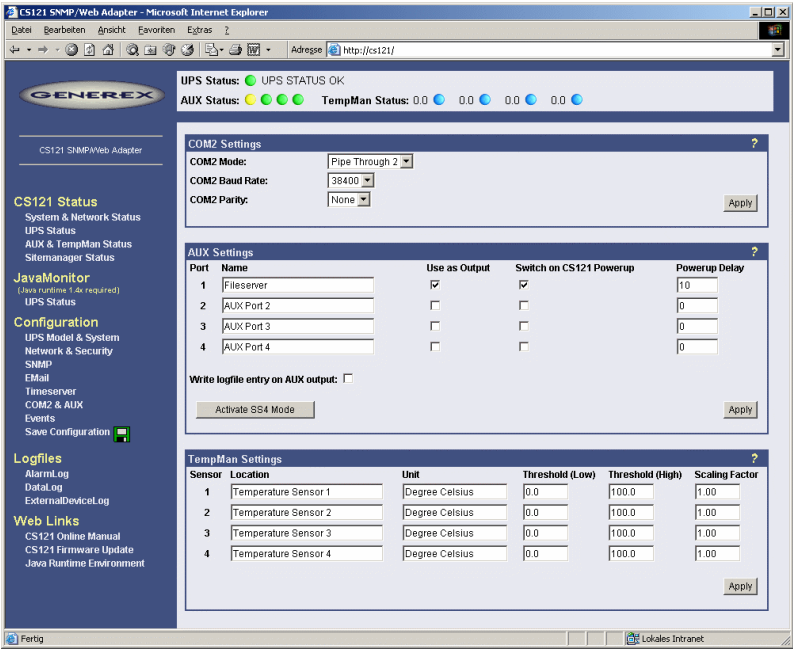 CS121 SNMP/Web Adapter - Microsoft Internet Explorer
Datei Bearbeiten Ansicht Favoriten Extras ?
Adresse http://cs121/
GENEREX
CS121 SNMP/Web Adapter
CS121 Status
System & Network Status
UPS Status
AUX & TempMan Status
Sitemanager Status
JavaMonitor
(Java runtime 1.4x required)
UPS Status
Configuration
UPS Model & System
Network & Security
SNMP
EMail
Timeserver
COM2 & AUX
Events
Save Configuration
Logfiles
AlarmLog
DataLog
ExternalDeviceLog
Web Links
CS121 Online Manual
CS121 Firmware Update
Java Runtime Environment
UPS Status: UPS STATUS OK
AUX Status: TempMan Status: 0.0 0.0 0.0 0.0
COM2 Settings ?
COM2 Mode: Pipe Through 2
COM2 Baud Rate: 38400
COM2 Parity: None
Apply
AUX Settings ?
Port Name Use as Output Switch on CS121 Powerup Powerup Delay
1 Fileserver 10
2 AUX Port 2 0
3 AUX Port 3 0
4 AUX Port 4 0
Write logfile entry on AUX output:
Activate SS4 Mode Apply
TempMan Settings ?
Sensor Location Unit Threshold (Low) Threshold (High) Scaling Factor
1 Temperature Sensor 1 Degree Celsius 0.0 100.0 1.00
2 Temperature Sensor 2 Degree Celsius 0.0 100.0 1.00
3 Temperature Sensor 3 Degree Celsius 0.0 100.0 1.00
4 Temperature Sensor 4 Degree Celsius 0.0 100.0 1.00
Apply
Fertig Lokales Intranet